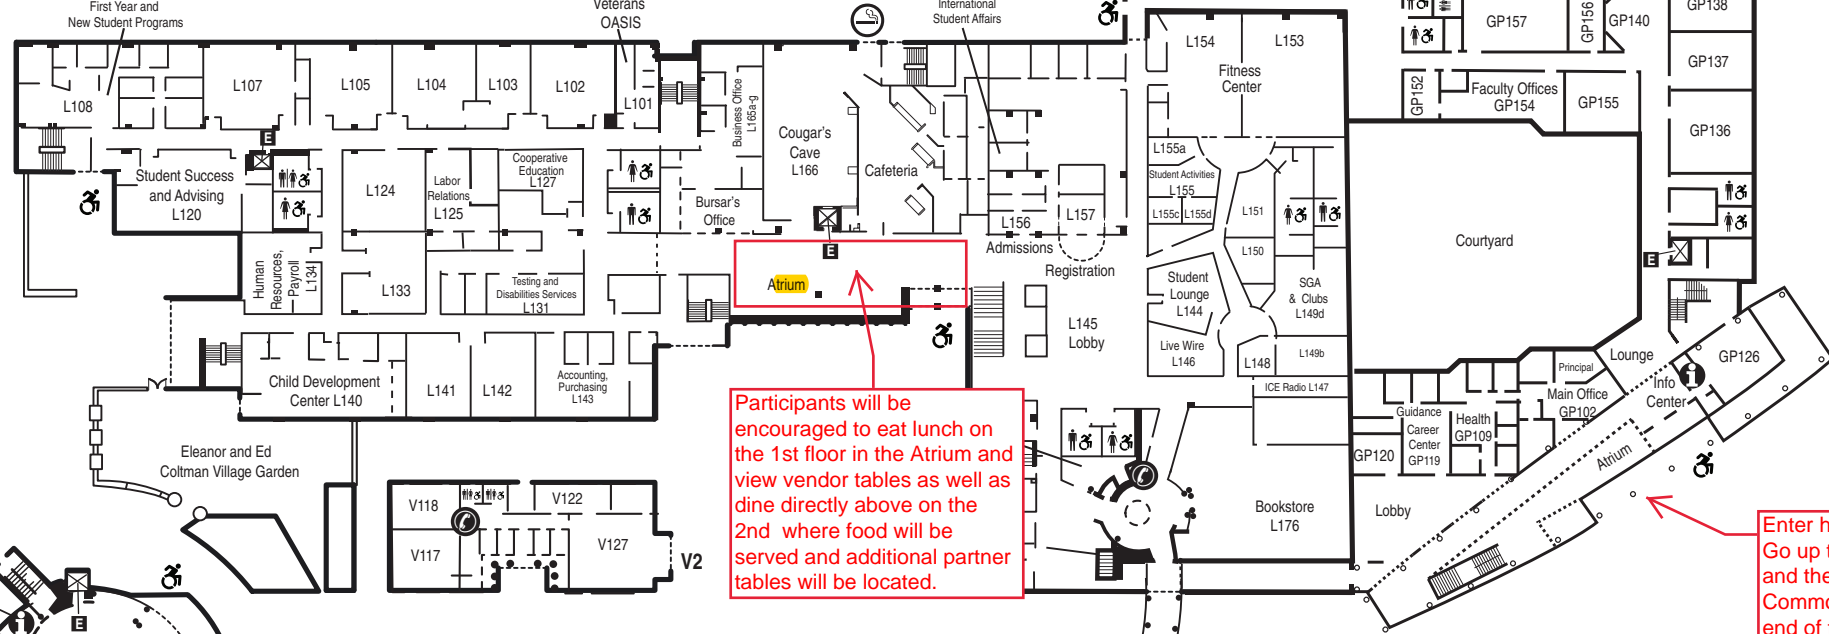 First Year and
New Student Programs
Veterans
OASIS
International
Student Affairs
L108
L107
L105
L104
L103
L102
L101
Business Office
L165a-g
Cougar's
Cave
L166
Cafeteria
E
Student Success
and Advising
L120
L124
Labor
Relations
L125
Cooperative
Education
L127
Bursar's
Office
Human
Resources,
Payroll
L134
L133
Testing and
Disabilities Services
L131
E
Atrium
L156
Admissions
L157
Registration
L154
L153
Fitness
Center
L155a
Student Activities
L155
L155c
L155d
L151
L150
Student
Lounge
L144
SGA
& Clubs
L149d
Live Wire
L146
L148
L149b
ICE Radio L147
L145
Lobby
Child Development
Center L140
L141
L142
Accounting,
Purchasing
L143
Eleanor and Ed
Coltman Village Garden
V118
V122
V117
V127
V2
E
Participants will be
encouraged to eat lunch on
the 1st floor in the Atrium and
view vendor tables as well as
dine directly above on the
2nd where food will be
served and additional partner
tables will be located.
Bookstore
L176
GP157
GP156
GP140
GP138
GP137
GP152
Faculty Offices
GP154
GP155
GP136
Courtyard
E
Lounge
GP126
Info
Center
Principal
Main Office
GP102
Guidance
Career
Center
GP119
Health
GP109
GP120
Atrium
Lobby
Enter h
Go up t
and the
Commo
end of